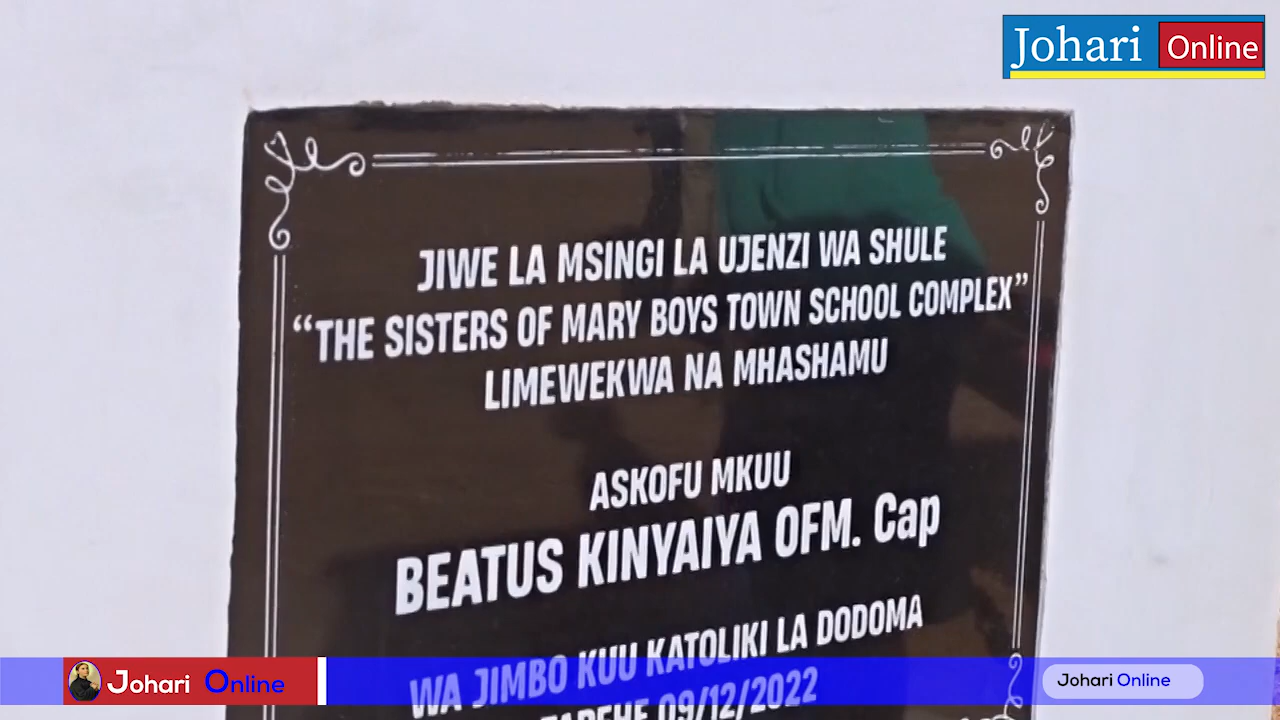 Johari Online
JIWE LA MSINGI LA UJENZI WA SHULE
“THE SISTERS OF MARY BOYS TOWN SCHOOL COMPLEX”
LIMEWEKWA NA MHASHAMU
ASKOFU MKUU
BEATUS KINYAIYA OFM. Cap
WA JIMBO KUU KATOLIKI LA DODOMA
TAREHE 09/12/2022
Johari Online
Johari Online